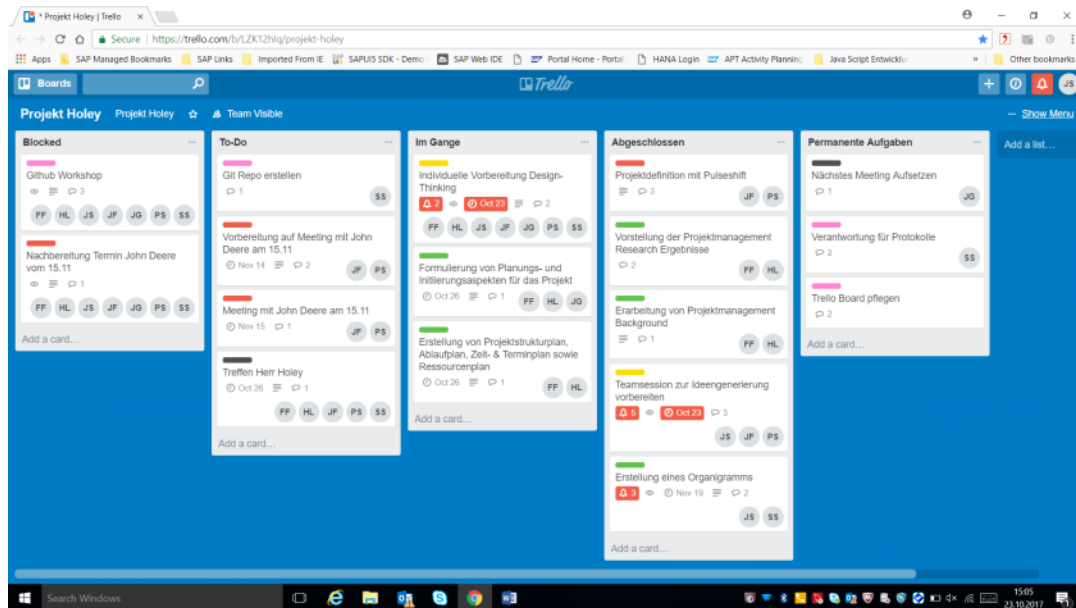 * Projekt Holey | Trello
Secure | https://trello.com/b/LZK12hIq/projekt-holey
Apps SAP Managed Bookmarks SAP Links Imported From IE SAPUI5 SDK - Demo SAP Web IDE Portal Home - Portal HANA Login APT Activity Planning Java Script Entwicklu » Other bookmarks
Boards Trello JS
Projekt Holey Projekt Holey Team Visible ... Show Menu
Blocked
Github Workshop
3
FF HL JS JF JG PS SS
Nachbereitung Termin John Deere
vom 15.11
1
FF HL JS JF JG PS SS
Add a card...
To-Do
Git Repo erstellen
1
SS
Vorbereitung auf Meeting mit John
Deere am 15.11
Nov 14 2
JF PS
Meeting mit John Deere am 15.11
Nov 15 1
JF PS
Treffen Herr Holey
Oct 26 1
FF HL JF PS SS
Add a card...
Im Gange
Individuelle Vorbereitung Design-
Thinking
2 Oct 23 2
FF HL JS JF JG PS SS
Formulierung von Planungs- und
Initiierungsaspekten für das Projekt
Oct 26 1
FF HL JG
Erstellung von Projektstrukturplan,
Ablaufplan, Zeit- & Terminplan sowie
Ressourcenplan
Oct 26 1
FF HL
Add a card...
Abgeschlossen
Projektdefinition mit Pulseshift
3
JF PS
Vorstellung der Projektmanagement
Research Ergebnisse
2
FF HL
Erarbeitung von Projektmanagement
Background
1
FF HL
Teamsession zur Ideengenerierung
vorbereiten
5 Oct 23 3
JS JF PS
Erstellung eines Organigramms
3 Nov 19 2
JS SS
Add a card...
Permanente Aufgaben
Nächstes Meeting Aufsetzen
1
JG
Verantwortung für Protokolle
2
SS
Trello Board pflegen
2
Add a card...
Add a list...
Search Windows
15:05
23.10.2017